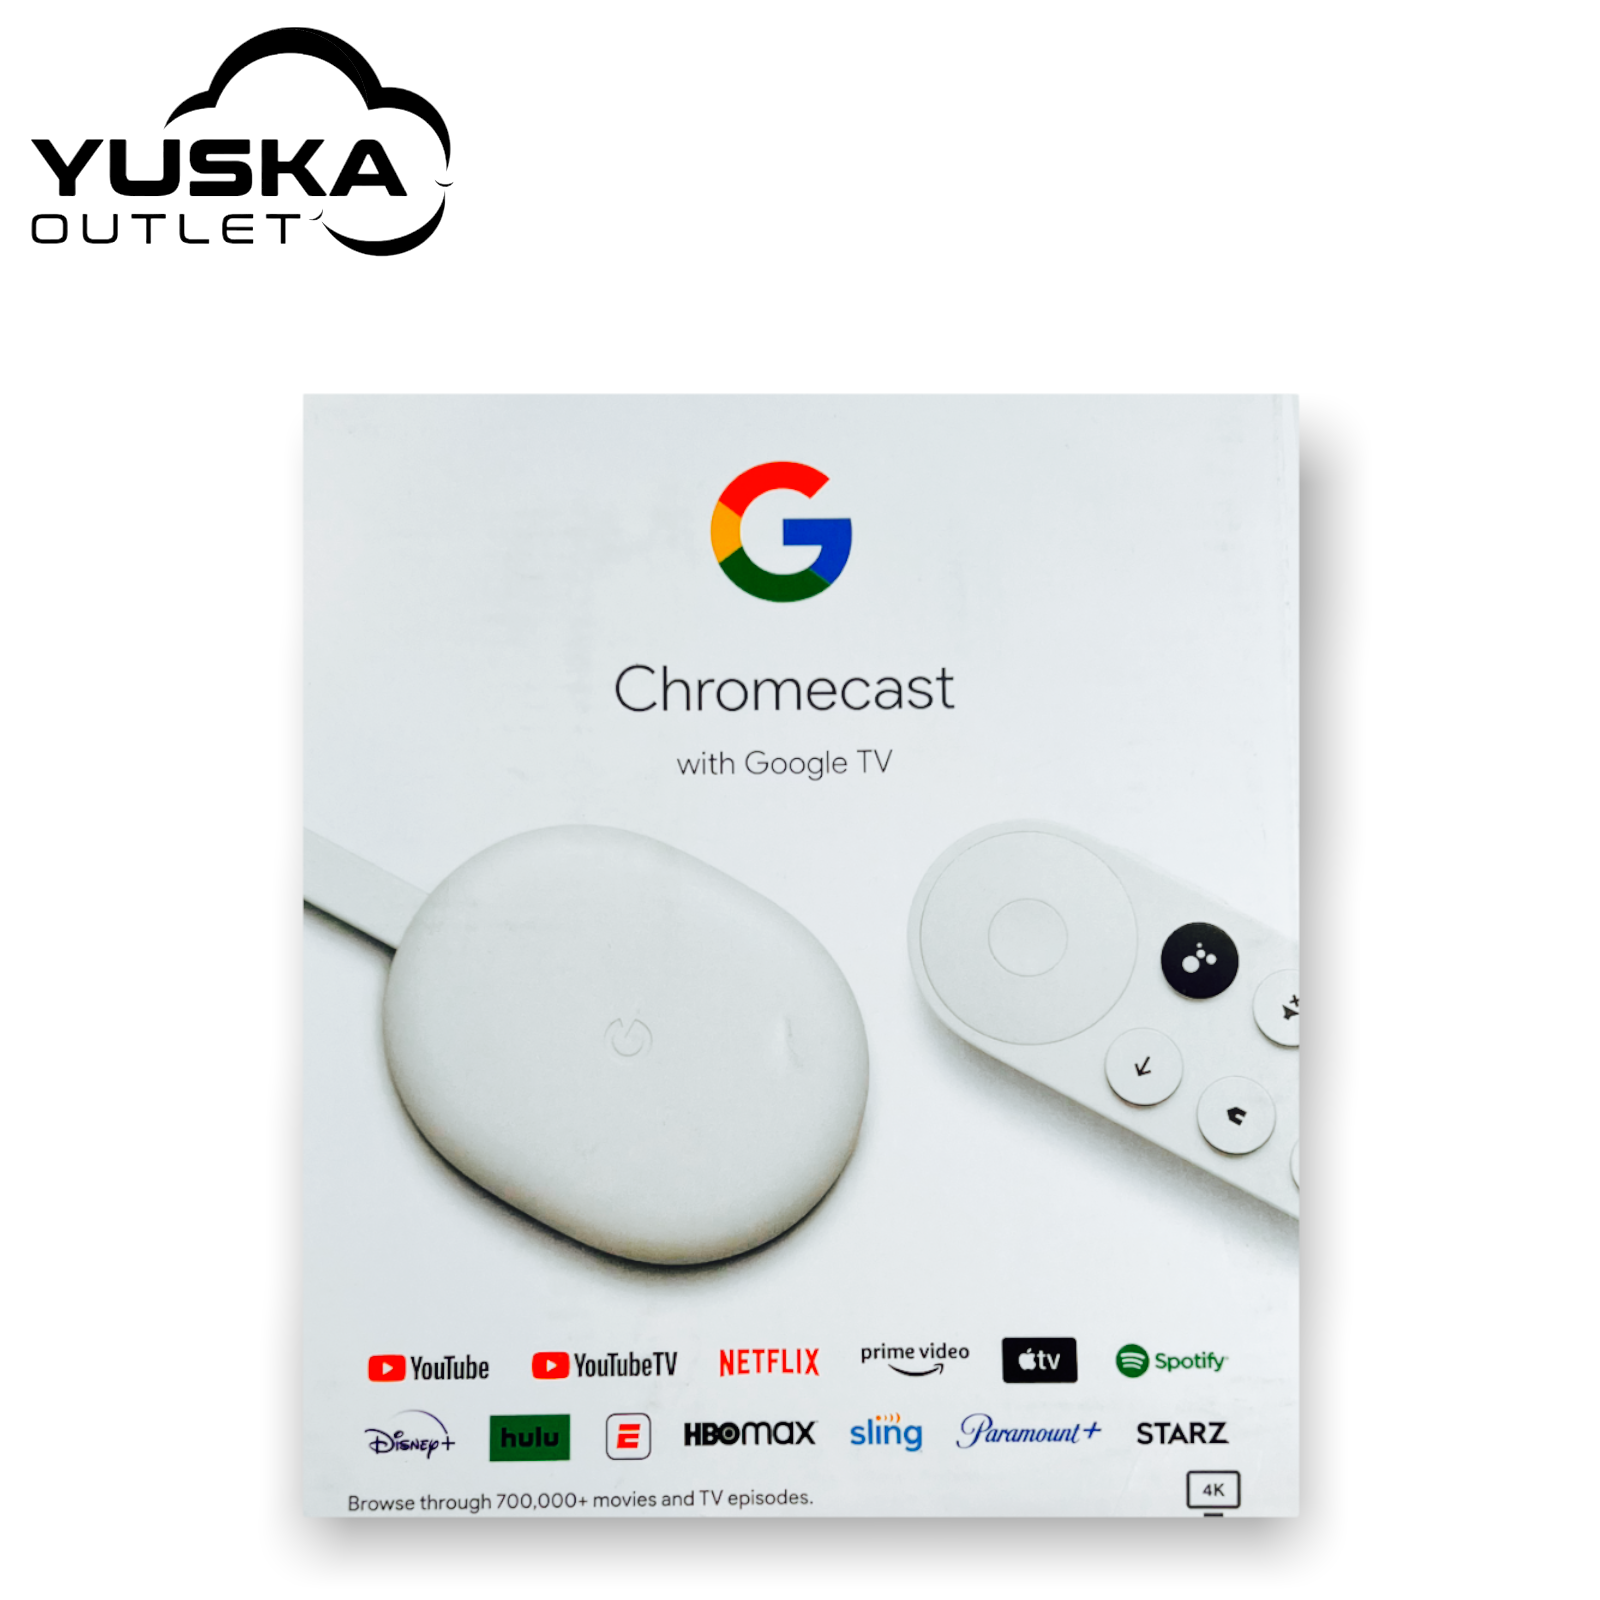 YUSKA
OUTLET
G
Chromecast
with Google TV
G
YouTube YouTubeTV NETFLIX prime video tv Spotify
Disney+ hulu E HBOMAX sling Paramount+ STARZ
Browse through 700,000+ movies and TV episodes.
4K